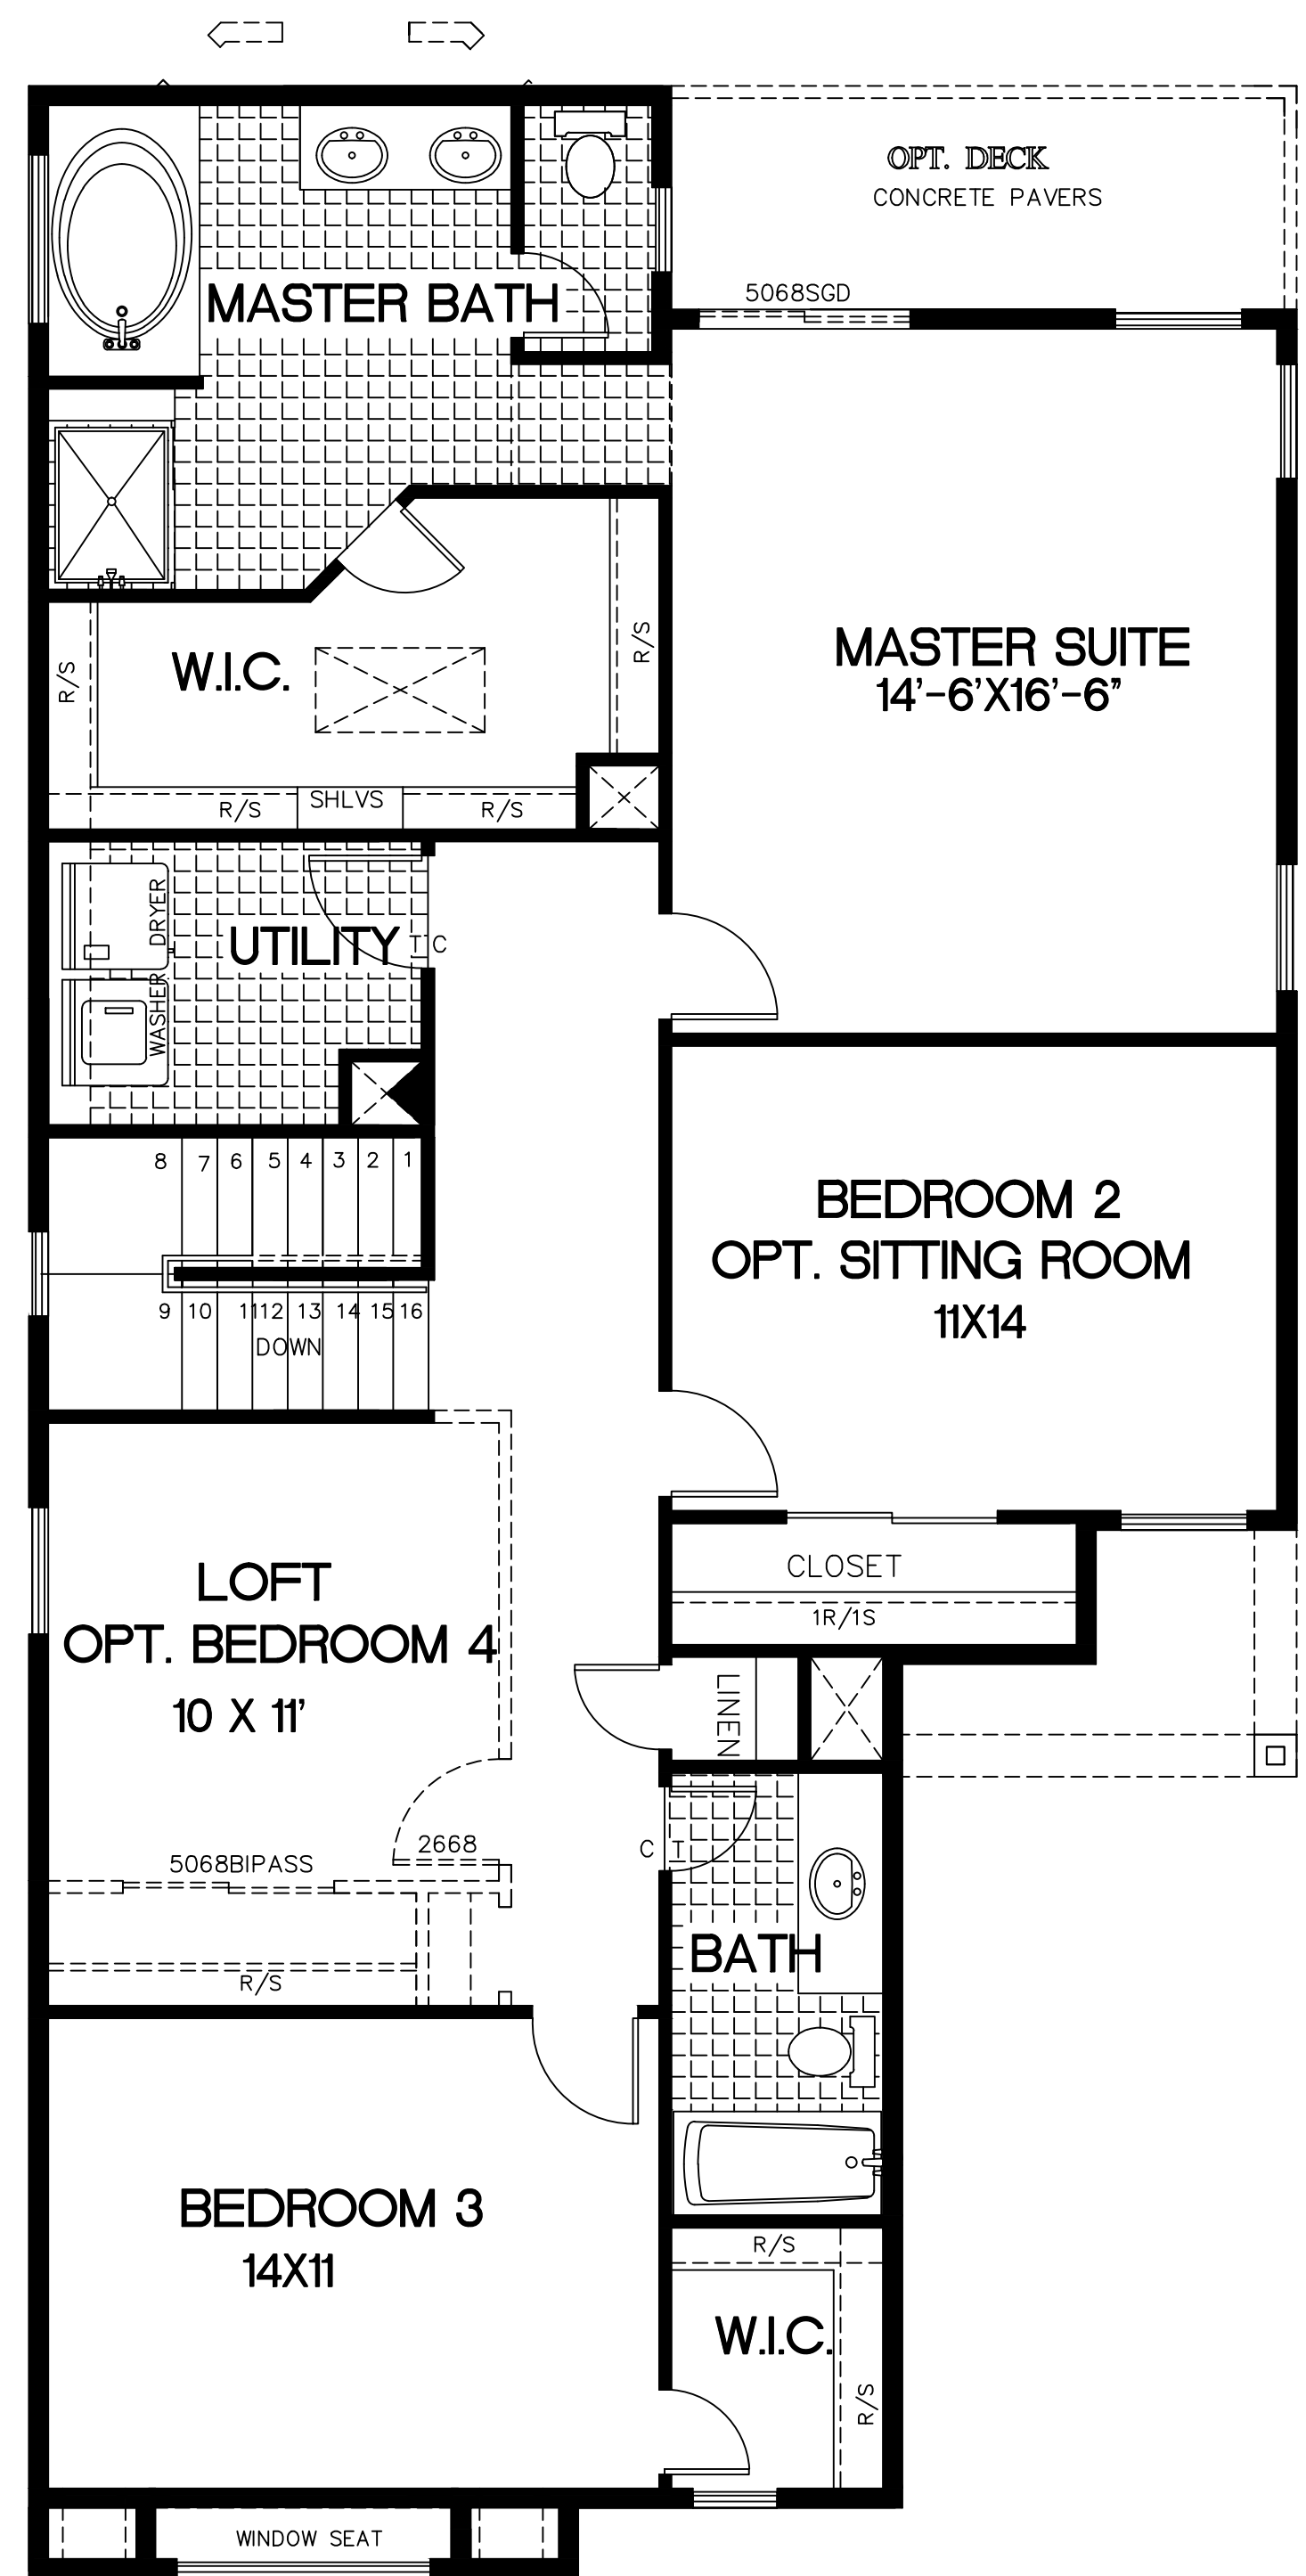 OPT. DECK
CONCRETE PAVERS
5068SGD
MASTER BATH
MASTER SUITE
14'-6'X16'-6"
R/S
W.I.C.
R/S
R/S
SHLVS
R/S
DRYER
WASHER
UTILITY
T C
8 7 6 5 4 3 2 1
9 10 11 12 13 14 15 16
DOWN
BEDROOM 2
OPT. SITTING ROOM
11X14
CLOSET
1R/1S
LOFT
OPT. BEDROOM 4
10 X 11'
LINEN
2668
5068BIPASS
R/S
C T
BATH
BEDROOM 3
14X11
R/S
W.I.C.
R/S
WINDOW SEAT